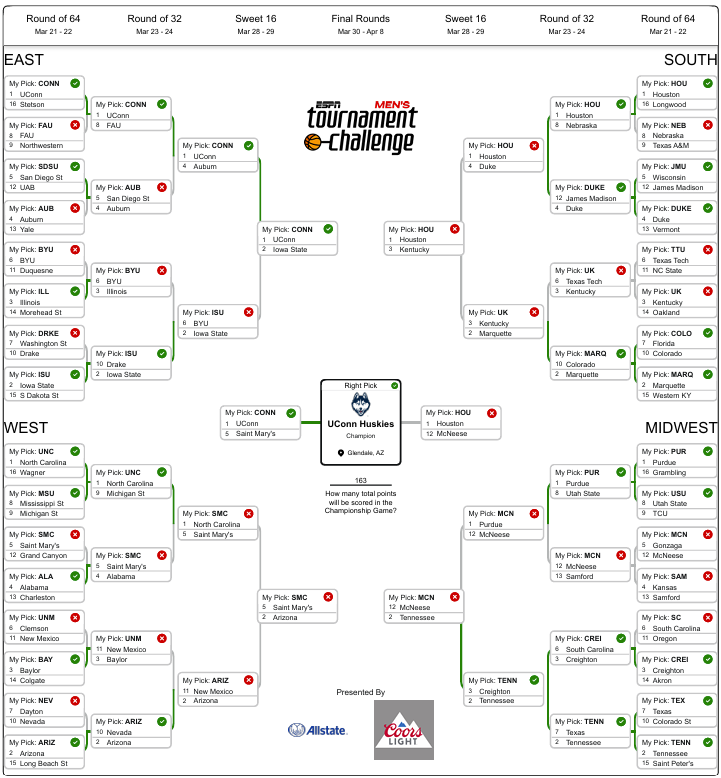 Round of 64
Mar 21 - 22
Round of 32
Mar 23 - 24
Sweet 16
Mar 28 - 29
Final Rounds
Mar 30 - Apr 8
Sweet 16
Mar 28 - 29
Round of 32
Mar 23 - 24
Round of 64
Mar 21 - 22
EAST
My Pick: CONN
1 UConn
16 Stetson
My Pick: FAU
8 FAU
9 Northwestern
My Pick: SDSU
5 San Diego St
12 UAB
My Pick: AUB
4 Auburn
13 Yale
My Pick: BYU
6 BYU
11 Duquesne
My Pick: ILL
3 Illinois
14 Morehead St
My Pick: DRKE
7 Washington St
10 Drake
My Pick: ISU
2 Iowa State
15 S Dakota St
My Pick: CONN
1 UConn
8 FAU
My Pick: AUB
5 San Diego St
4 Auburn
My Pick: BYU
6 BYU
3 Illinois
My Pick: ISU
10 Drake
2 Iowa State
My Pick: CONN
1 UConn
4 Auburn
My Pick: ISU
6 BYU
2 Iowa State
My Pick: CONN
1 UConn
2 Iowa State
ESPN MEN'S
tournament
challenge
SOUTH
My Pick: HOU
1 Houston
3 Kentucky
My Pick: HOU
1 Houston
4 Duke
My Pick: UK
3 Kentucky
2 Marquette
My Pick: HOU
1 Houston
8 Nebraska
My Pick: DUKE
12 James Madison
4 Duke
My Pick: UK
6 Texas Tech
3 Kentucky
My Pick: MARQ
10 Colorado
2 Marquette
My Pick: HOU
1 Houston
16 Longwood
My Pick: NEB
8 Nebraska
9 Texas A&M
My Pick: JMU
5 Wisconsin
12 James Madison
My Pick: DUKE
4 Duke
13 Vermont
My Pick: TTU
6 Texas Tech
11 NC State
My Pick: UK
3 Kentucky
14 Oakland
My Pick: COLO
7 Florida
10 Colorado
My Pick: MARQ
2 Marquette
15 Western KY
My Pick: CONN
1 UConn
5 Saint Mary's
Right Pick
UConn Huskies
Champion
Glendale, AZ
My Pick: HOU
1 Houston
12 McNeese
163
How many total points
will be scored in the
Championship Game?
WEST
My Pick: UNC
1 North Carolina
16 Wagner
My Pick: MSU
8 Mississippi St
9 Michigan St
My Pick: SMC
5 Saint Mary's
12 Grand Canyon
My Pick: ALA
4 Alabama
13 Charleston
My Pick: UNM
6 Clemson
11 New Mexico
My Pick: BAY
3 Baylor
14 Colgate
My Pick: NEV
7 Dayton
10 Nevada
My Pick: ARIZ
2 Arizona
15 Long Beach St
My Pick: UNC
1 North Carolina
9 Michigan St
My Pick: SMC
5 Saint Mary's
4 Alabama
My Pick: UNM
11 New Mexico
3 Baylor
My Pick: ARIZ
10 Nevada
2 Arizona
My Pick: SMC
1 North Carolina
5 Saint Mary's
My Pick: ARIZ
11 New Mexico
2 Arizona
My Pick: SMC
5 Saint Mary's
2 Arizona
MIDWEST
My Pick: MCN
12 McNeese
2 Tennessee
My Pick: MCN
1 Purdue
12 McNeese
My Pick: TENN
3 Creighton
2 Tennessee
My Pick: PUR
1 Purdue
8 Utah State
My Pick: MCN
12 McNeese
13 Samford
My Pick: CREI
6 South Carolina
3 Creighton
My Pick: TENN
7 Texas
2 Tennessee
My Pick: PUR
1 Purdue
16 Grambling
My Pick: USU
8 Utah State
9 TCU
My Pick: MCN
5 Gonzaga
12 McNeese
My Pick: SAM
4 Kansas
13 Samford
My Pick: SC
6 South Carolina
11 Oregon
My Pick: CREI
3 Creighton
14 Akron
My Pick: TEX
7 Texas
10 Colorado St
My Pick: TENN
2 Tennessee
15 Saint Peter's
Presented By
Allstate
Coors
LIGHT